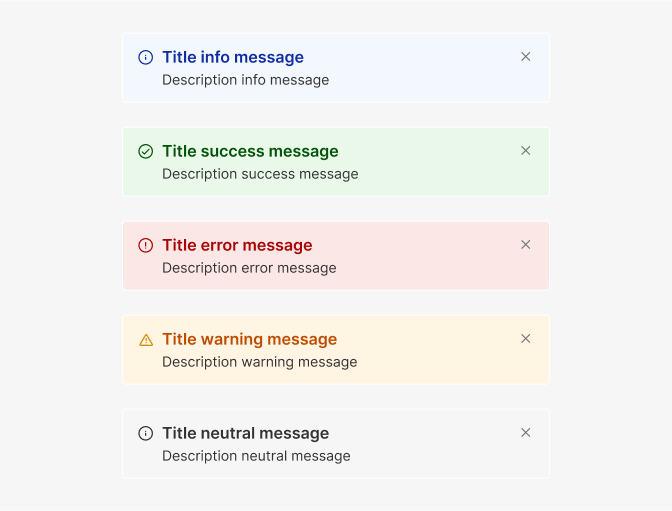 Title info message
Description info message
Title success message
Description success message
Title error message
Description error message
Title warning message
Description warning message
Title neutral message
Description neutral message